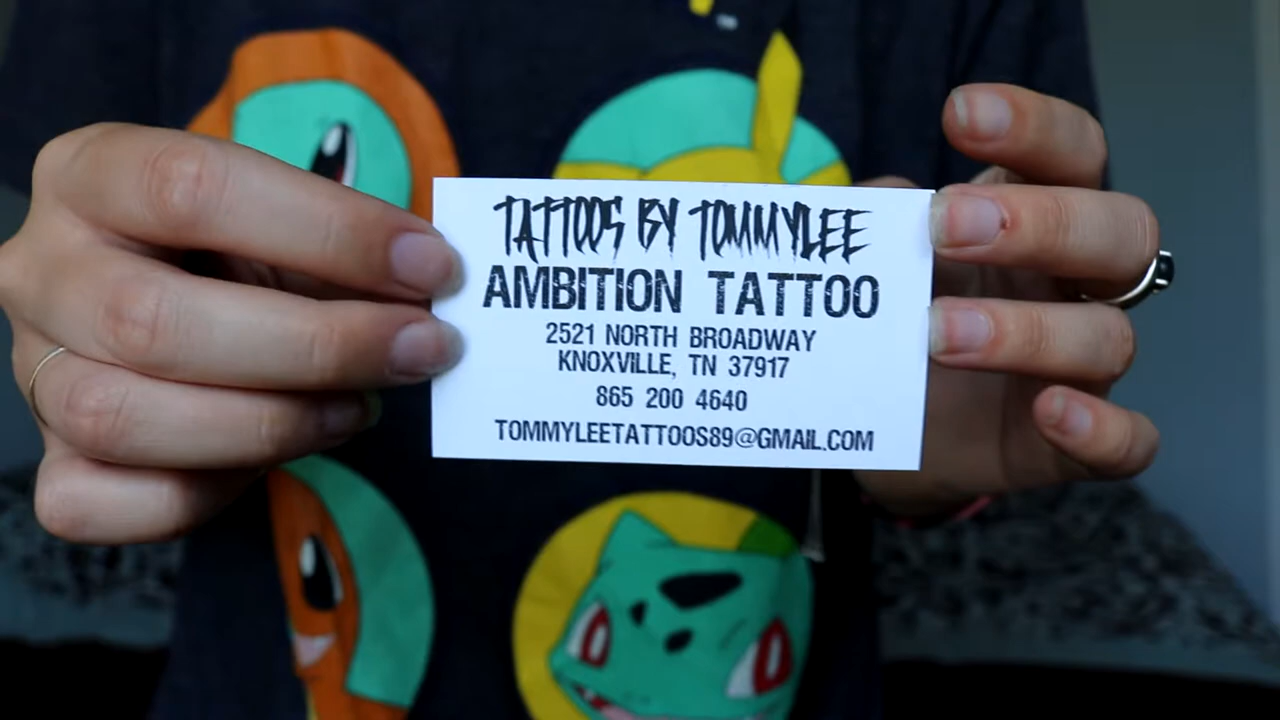 TATTOOS BY TOMMYLEE
AMBITION TATTOO
2521 NORTH BROADWAY
KNOXVILLE, TN 37917
865 200 4640
TOMMYLEETATTOOS89@GMAIL.COM